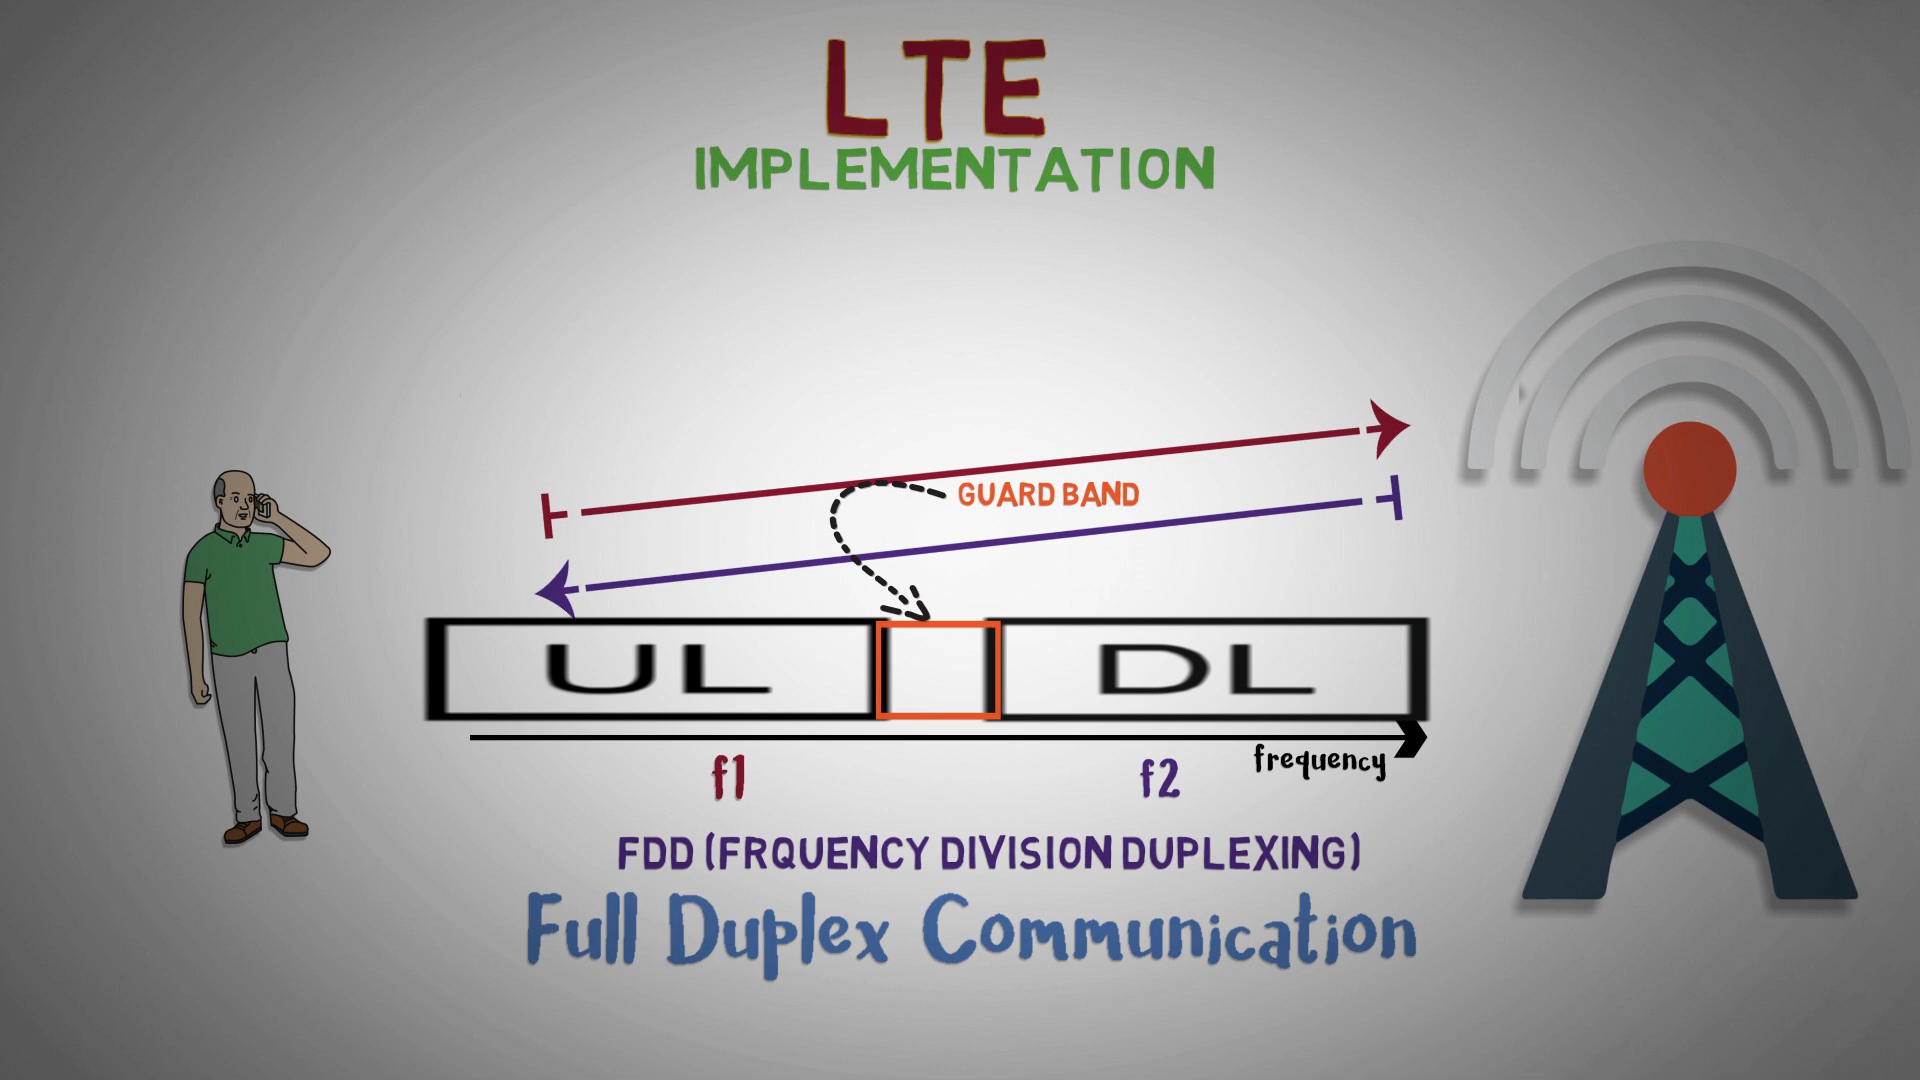 LTE
IMPLEMENTATION
GUARD BAND
UL DL
frequency
f1 f2
FDD (FRQUENCY DIVISION DUPLEXING)
Full Duplex Communication